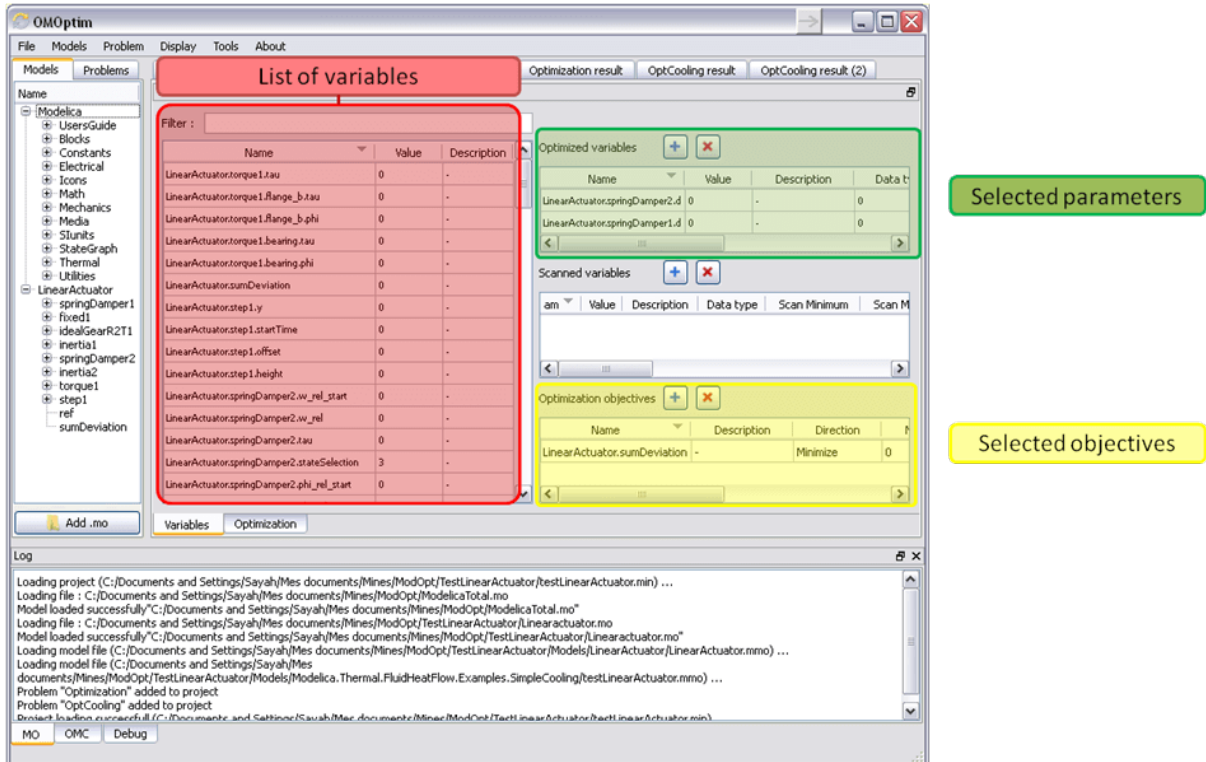 OMOptim
File Models Problem Display Tools About
Models Problems
List of variables
Optimization result OptCooling result OptCooling result (2)
Name
Modelica
UsersGuide
Blocks
Constants
Electrical
Icons
Math
Mechanics
Media
SIunits
StateGraph
Thermal
Utilities
LinearActuator
springDamper1
fixed1
idealGearR2T1
inertia1
springDamper2
inertia2
torque1
step1
ref
sumDeviation
Add .mo
Filter :
Name Value Description
LinearActuator.torque1.tau 0 -
LinearActuator.torque1.flange_b.tau 0 -
LinearActuator.torque1.flange_b.phi 0 -
LinearActuator.torque1.bearing.tau 0 -
LinearActuator.torque1.bearing.phi 0 -
LinearActuator.sumDeviation 0 -
LinearActuator.step1.y 0 -
LinearActuator.step1.startTime 0 -
LinearActuator.step1.offset 0 -
LinearActuator.step1.height 0 -
LinearActuator.springDamper2.w_rel_start 0 -
LinearActuator.springDamper2.w_rel 0 -
LinearActuator.springDamper2.tau 0 -
LinearActuator.springDamper2.stateSelection 3 -
LinearActuator.springDamper2.phi_rel_start 0 -
Variables Optimization
Optimized variables
Name Value Description Data t
LinearActuator.springDamper2.d 0 - 0
LinearActuator.springDamper1.d 0 - 0
Scanned variables
am Value Description Data type Scan Minimum Scan M
Optimization objectives
Name Description Direction
LinearActuator.sumDeviation - Minimize 0
Selected parameters
Selected objectives
Log
Loading project (C:/Documents and Settings/Sayah/Mes documents/Mines/ModOpt/TestLinearActuator/testLinearActuator.min) ...
Loading file : C:/Documents and Settings/Sayah/Mes documents/Mines/ModOpt/ModelicaTotal.mo
Model loaded successfully"C:/Documents and Settings/Sayah/Mes documents/Mines/ModOpt/ModelicaTotal.mo"
Loading file : C:/Documents and Settings/Sayah/Mes documents/Mines/ModOpt/TestLinearActuator/Linearactuator.mo
Model loaded successfully"C:/Documents and Settings/Sayah/Mes documents/Mines/ModOpt/TestLinearActuator/Linearactuator.mo"
Loading model file (C:/Documents and Settings/Sayah/Mes documents/Mines/ModOpt/TestLinearActuator/Models/LinearActuator/LinearActuator.mmo) ...
Loading model file (C:/Documents and Settings/Sayah/Mes
documents/Mines/ModOpt/TestLinearActuator/Models/Modelica.Thermal.FluidHeatFlow.Examples.SimpleCooling/testLinearActuator.mmo) ...
Problem "Optimization" added to project
Problem "OptCooling" added to project
Project loading successfull (C:/Documents and Settings/Sayah/Mes documents/Mines/ModOpt/TestLinearActuator/testLinearActuator.min)
MO OMC Debug